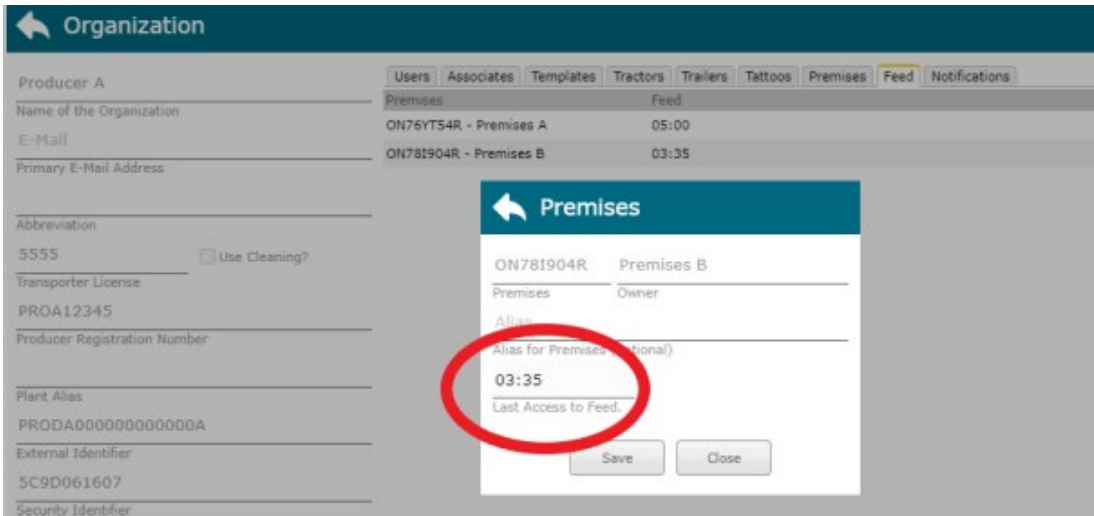 Organization
Producer A
Name of the Organization
E-Mail
Primary E-Mail Address
Abbreviation
5555 Use Cleaning?
Transporter License
PROA12345
Producer Registration Number
Plant Alias
PRODA000000000000A
External Identifier
5C9D061607
Security Identifier
Users Associates Templates Tractors Trailers Tattoos Premises Feed Notifications
Premises Feed
ON76YT54R - Premises A 05:00
ON78I904R - Premises B 03:35
Premises
ON78I904R Premises B
Premises Owner
Alias
Alias for Premises (optional)
03:35
Last Access to Feed.
Save Close